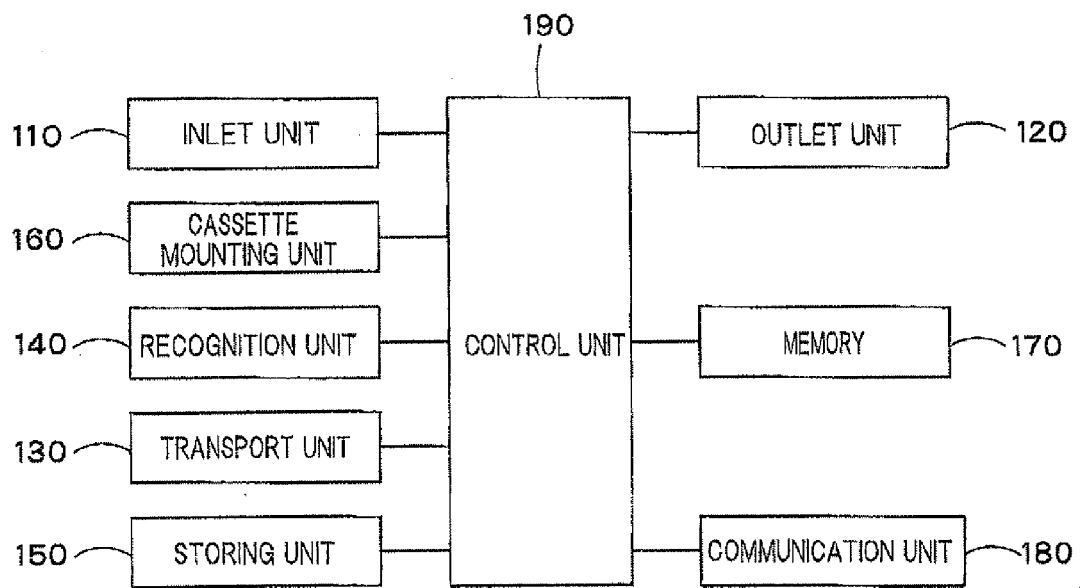 190
110 INLET UNIT
OUTLET UNIT 120
160 CASSETTE
MOUNTING UNIT
140 RECOGNITION UNIT
CONTROL UNIT
MEMORY 170
130 TRANSPORT UNIT
150 STORING UNIT
COMMUNICATION UNIT 180